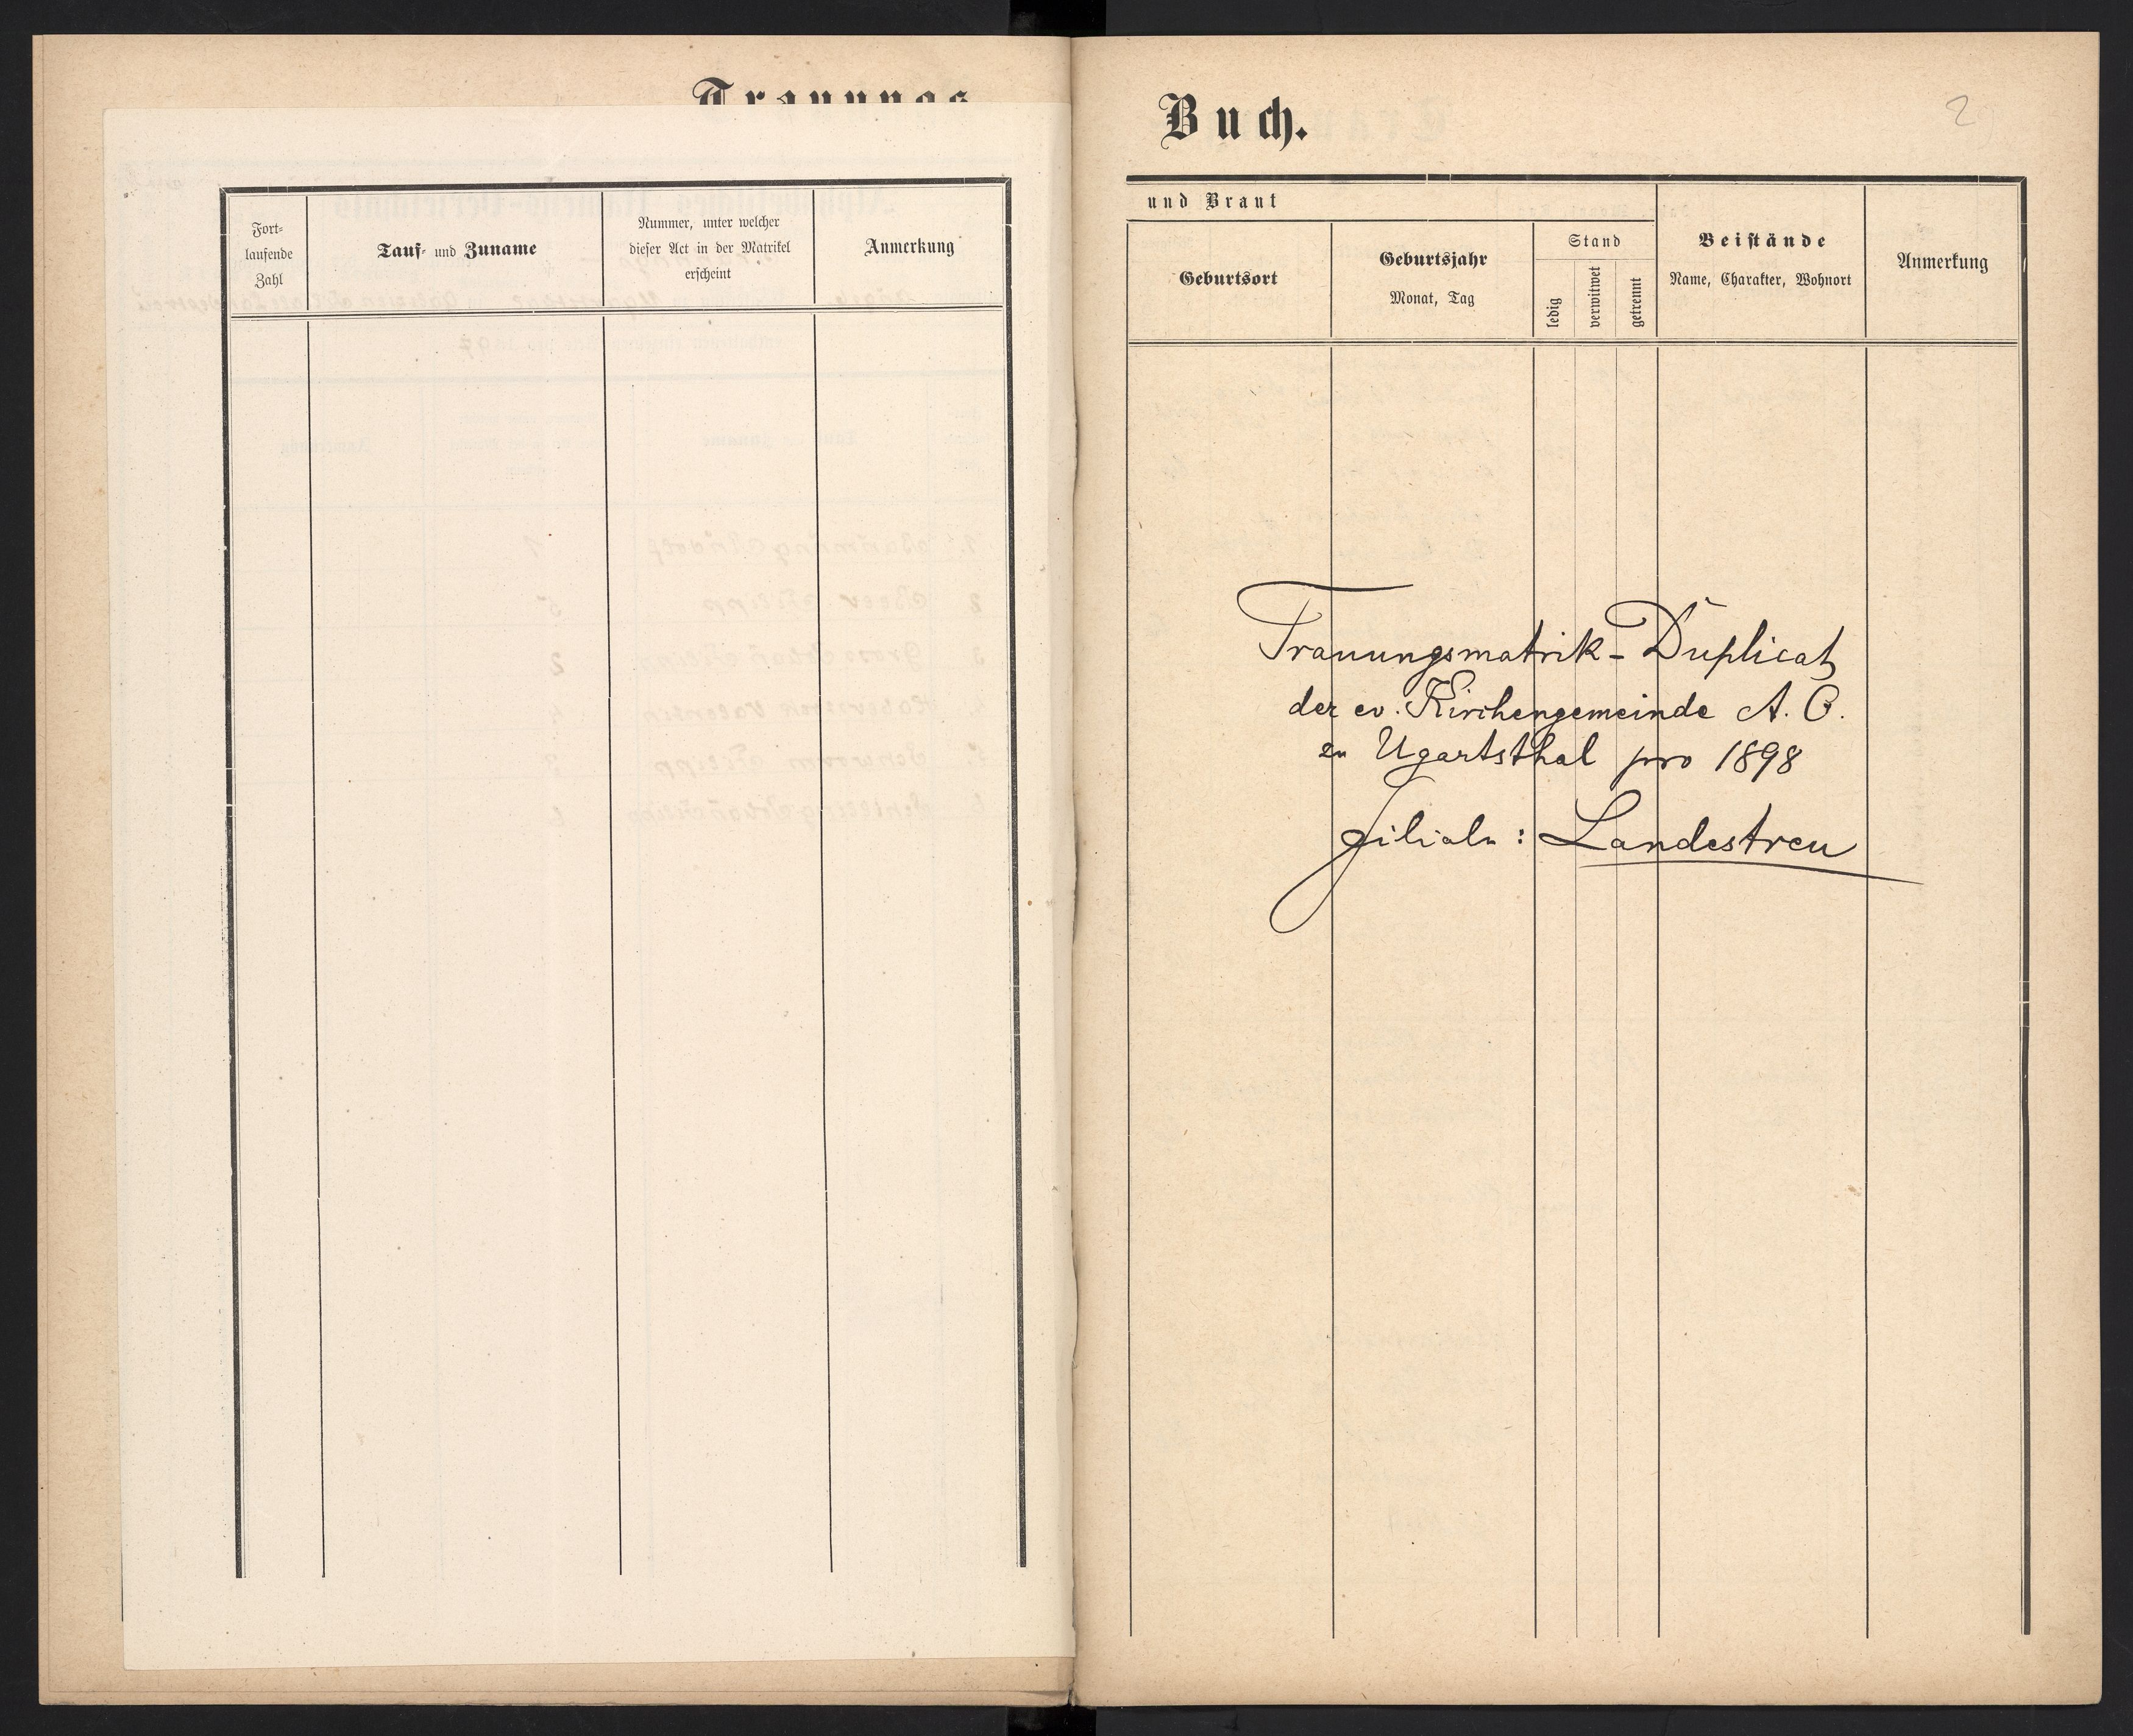 Trauungs
Fort-
laufende
Zahl
Tauf- und Zuname
Nummer, unter welcher
dieser Act in der Matrikel
erscheint
Anmerkung
Buch.
2
und Braut
Geburtsort
Geburtsjahr
Monat, Tag
Stand
ledig
verwitwet
getrennt
Beistände
Name, Charakter, Wohnort
Anmerkung
Trauungsmatrik-Duplicat
der ev. Kirchengemeinde A. C.
zu Ugartsthal pro 1898
Filiale: Landestreu